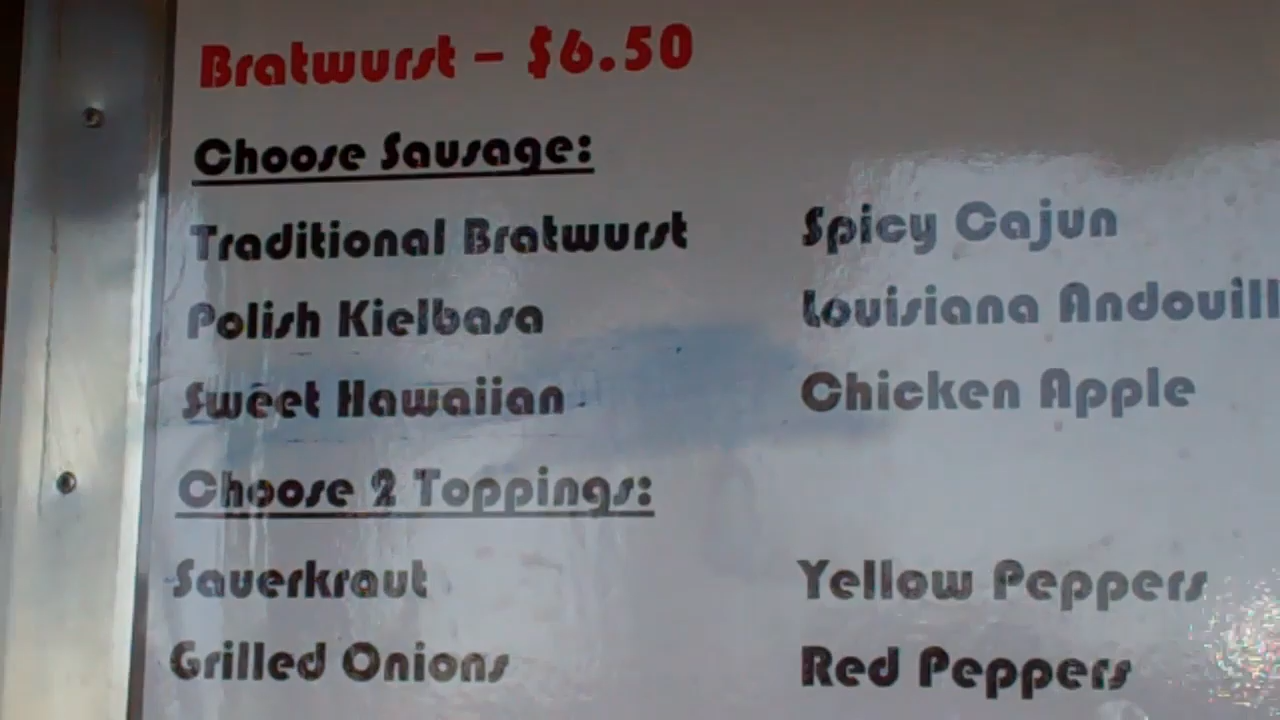 Bratwurst – $6.50
Choose Sausage:
Traditional Bratwurst Spicy Cajun
Polish Kielbasa Louisiana Andouill
Sweet Hawaiian Chicken Apple
Choose 2 Toppings:
Sauerkraut Yellow Peppers
Grilled Onions Red Peppers